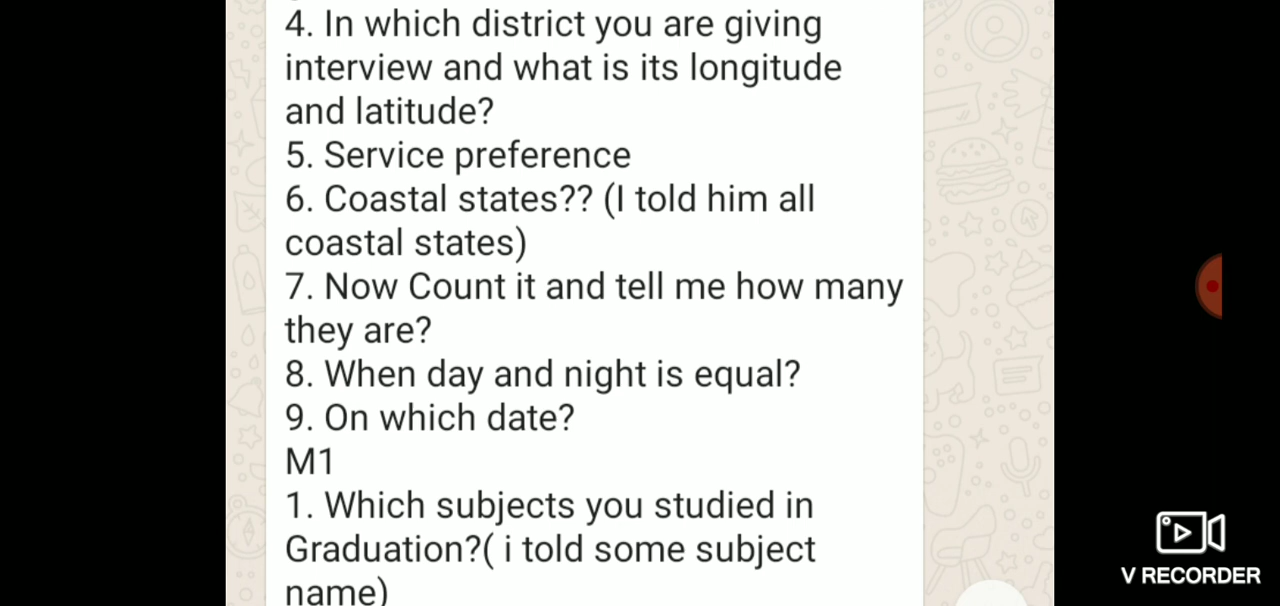 4. In which district you are giving
interview and what is its longitude
and latitude?
5. Service preference
6. Coastal states?? (I told him all
coastal states)
7. Now Count it and tell me how many
they are?
8. When day and night is equal?
9. On which date?
M1
1. Which subjects you studied in
Graduation?( i told some subject
name)
V RECORDER